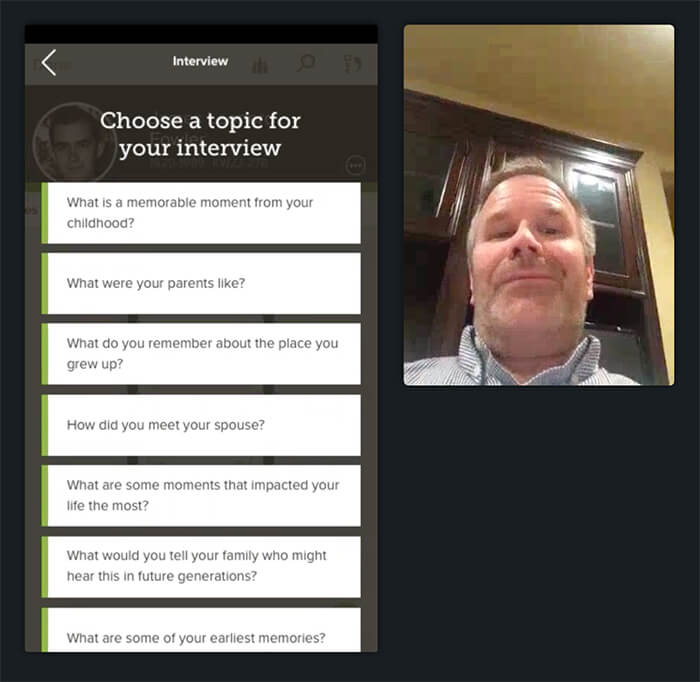 Interview
Choose a topic for
your interview
Fowler
What is a memorable moment from your
childhood?
What were your parents like?
What do you remember about the place you
grew up?
How did you meet your spouse?
What are some moments that impacted your
life the most?
What would you tell your family who might
hear this in future generations?
What are some of your earliest memories?